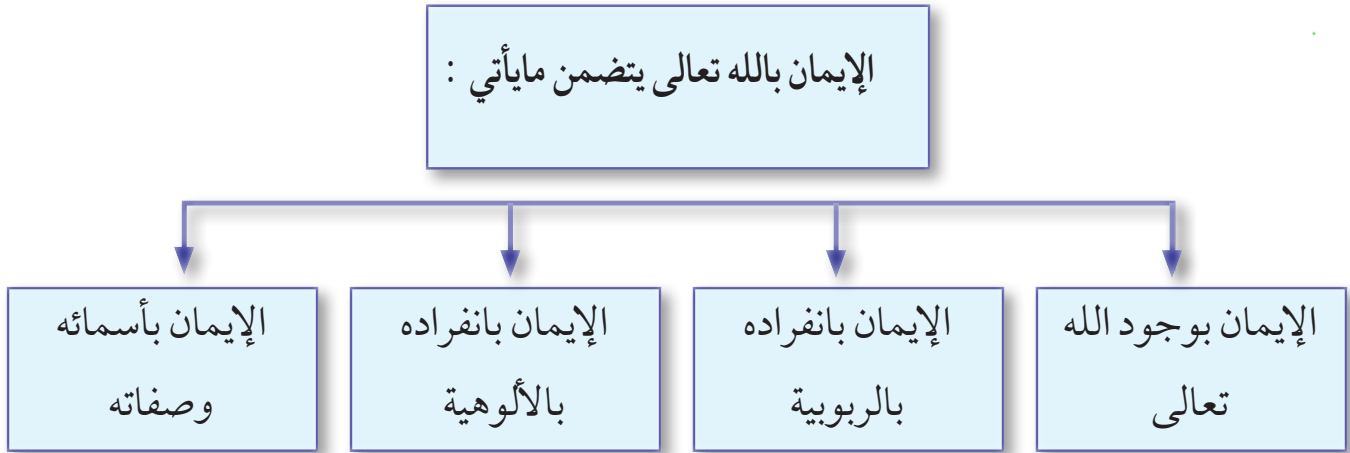 الإيمان بالله تعالى يتضمن مايأتي :
الإيمان بوجود الله
تعالى
الإيمان بانفراده
بالربوبية
الإيمان بانفراده
بالألوهية
الإيمان بأسمائه
وصفاته